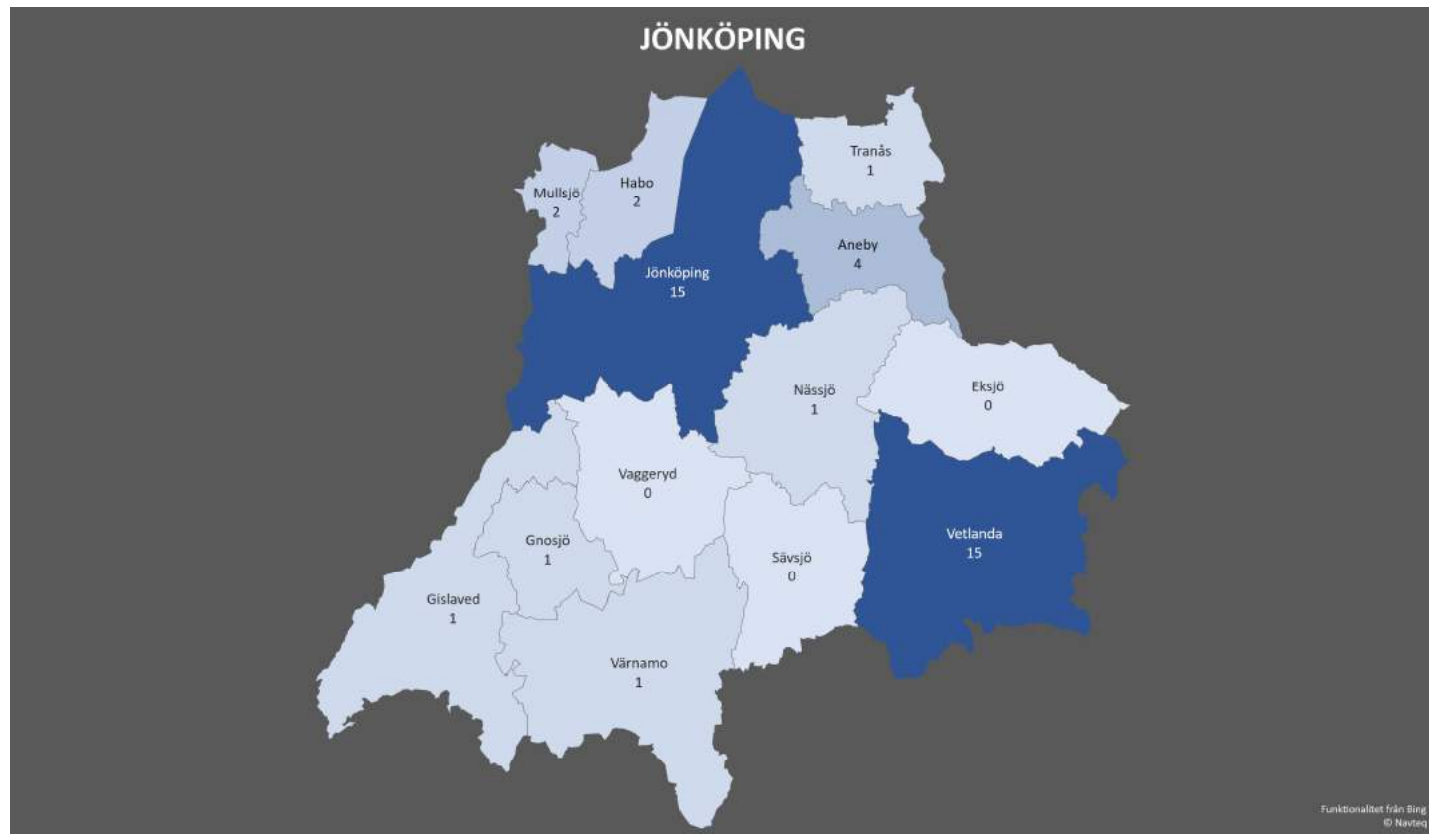 JÖNKÖPING
Tranås
1
Habo
2
Mullsjö
2
Aneby
4
Jönköping
15
Nässjö
1
Eksjö
0
Vaggeryd
0
Vetlanda
15
Gnosjö
1
Sävsjö
0
Gislaved
1
Värnamo
1
Funktionalitet från Bing
© Navteq